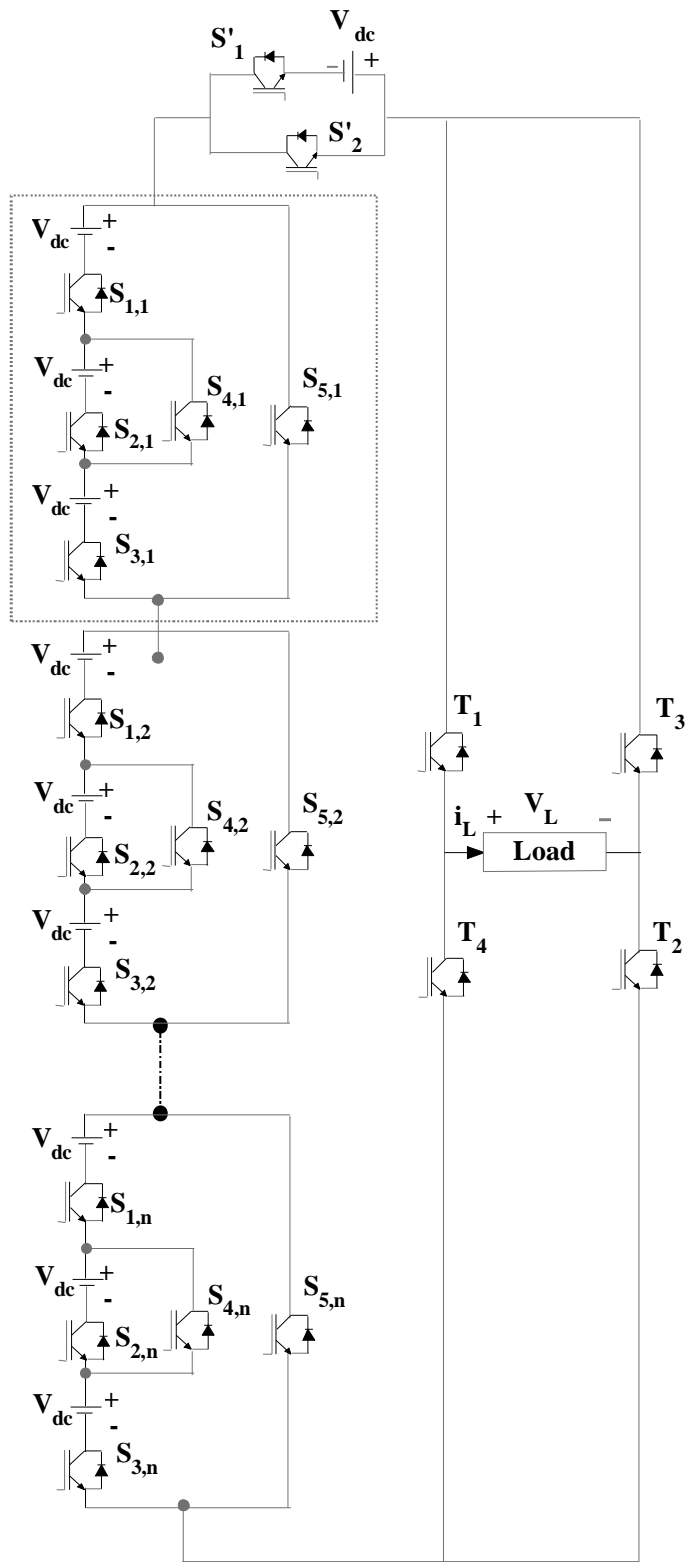 S'1
Vdc
− +
S'2
Vdc + -
S1,1
Vdc + -
S4,1
S5,1
S2,1
Vdc + -
S3,1
Vdc + -
S1,2
T1
T3
Vdc + -
S4,2
S5,2
iL + VL −
Load
S2,2
Vdc + -
T4
T2
S3,2
Vdc + -
S1,n
Vdc + -
S4,n
S5,n
S2,n
Vdc + -
S3,n